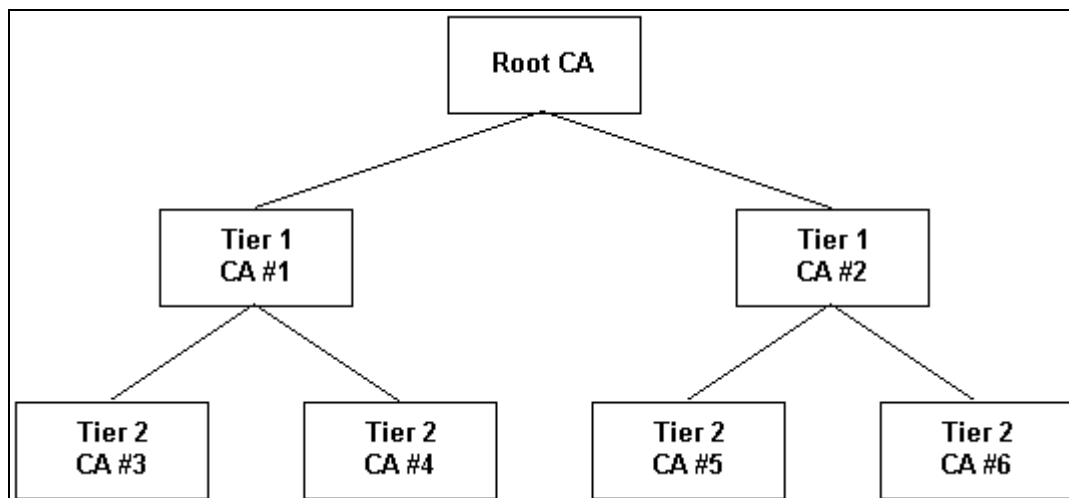 Root CA
Tier 1
CA #1
Tier 1
CA #2
Tier 2
CA #3
Tier 2
CA #4
Tier 2
CA #5
Tier 2
CA #6